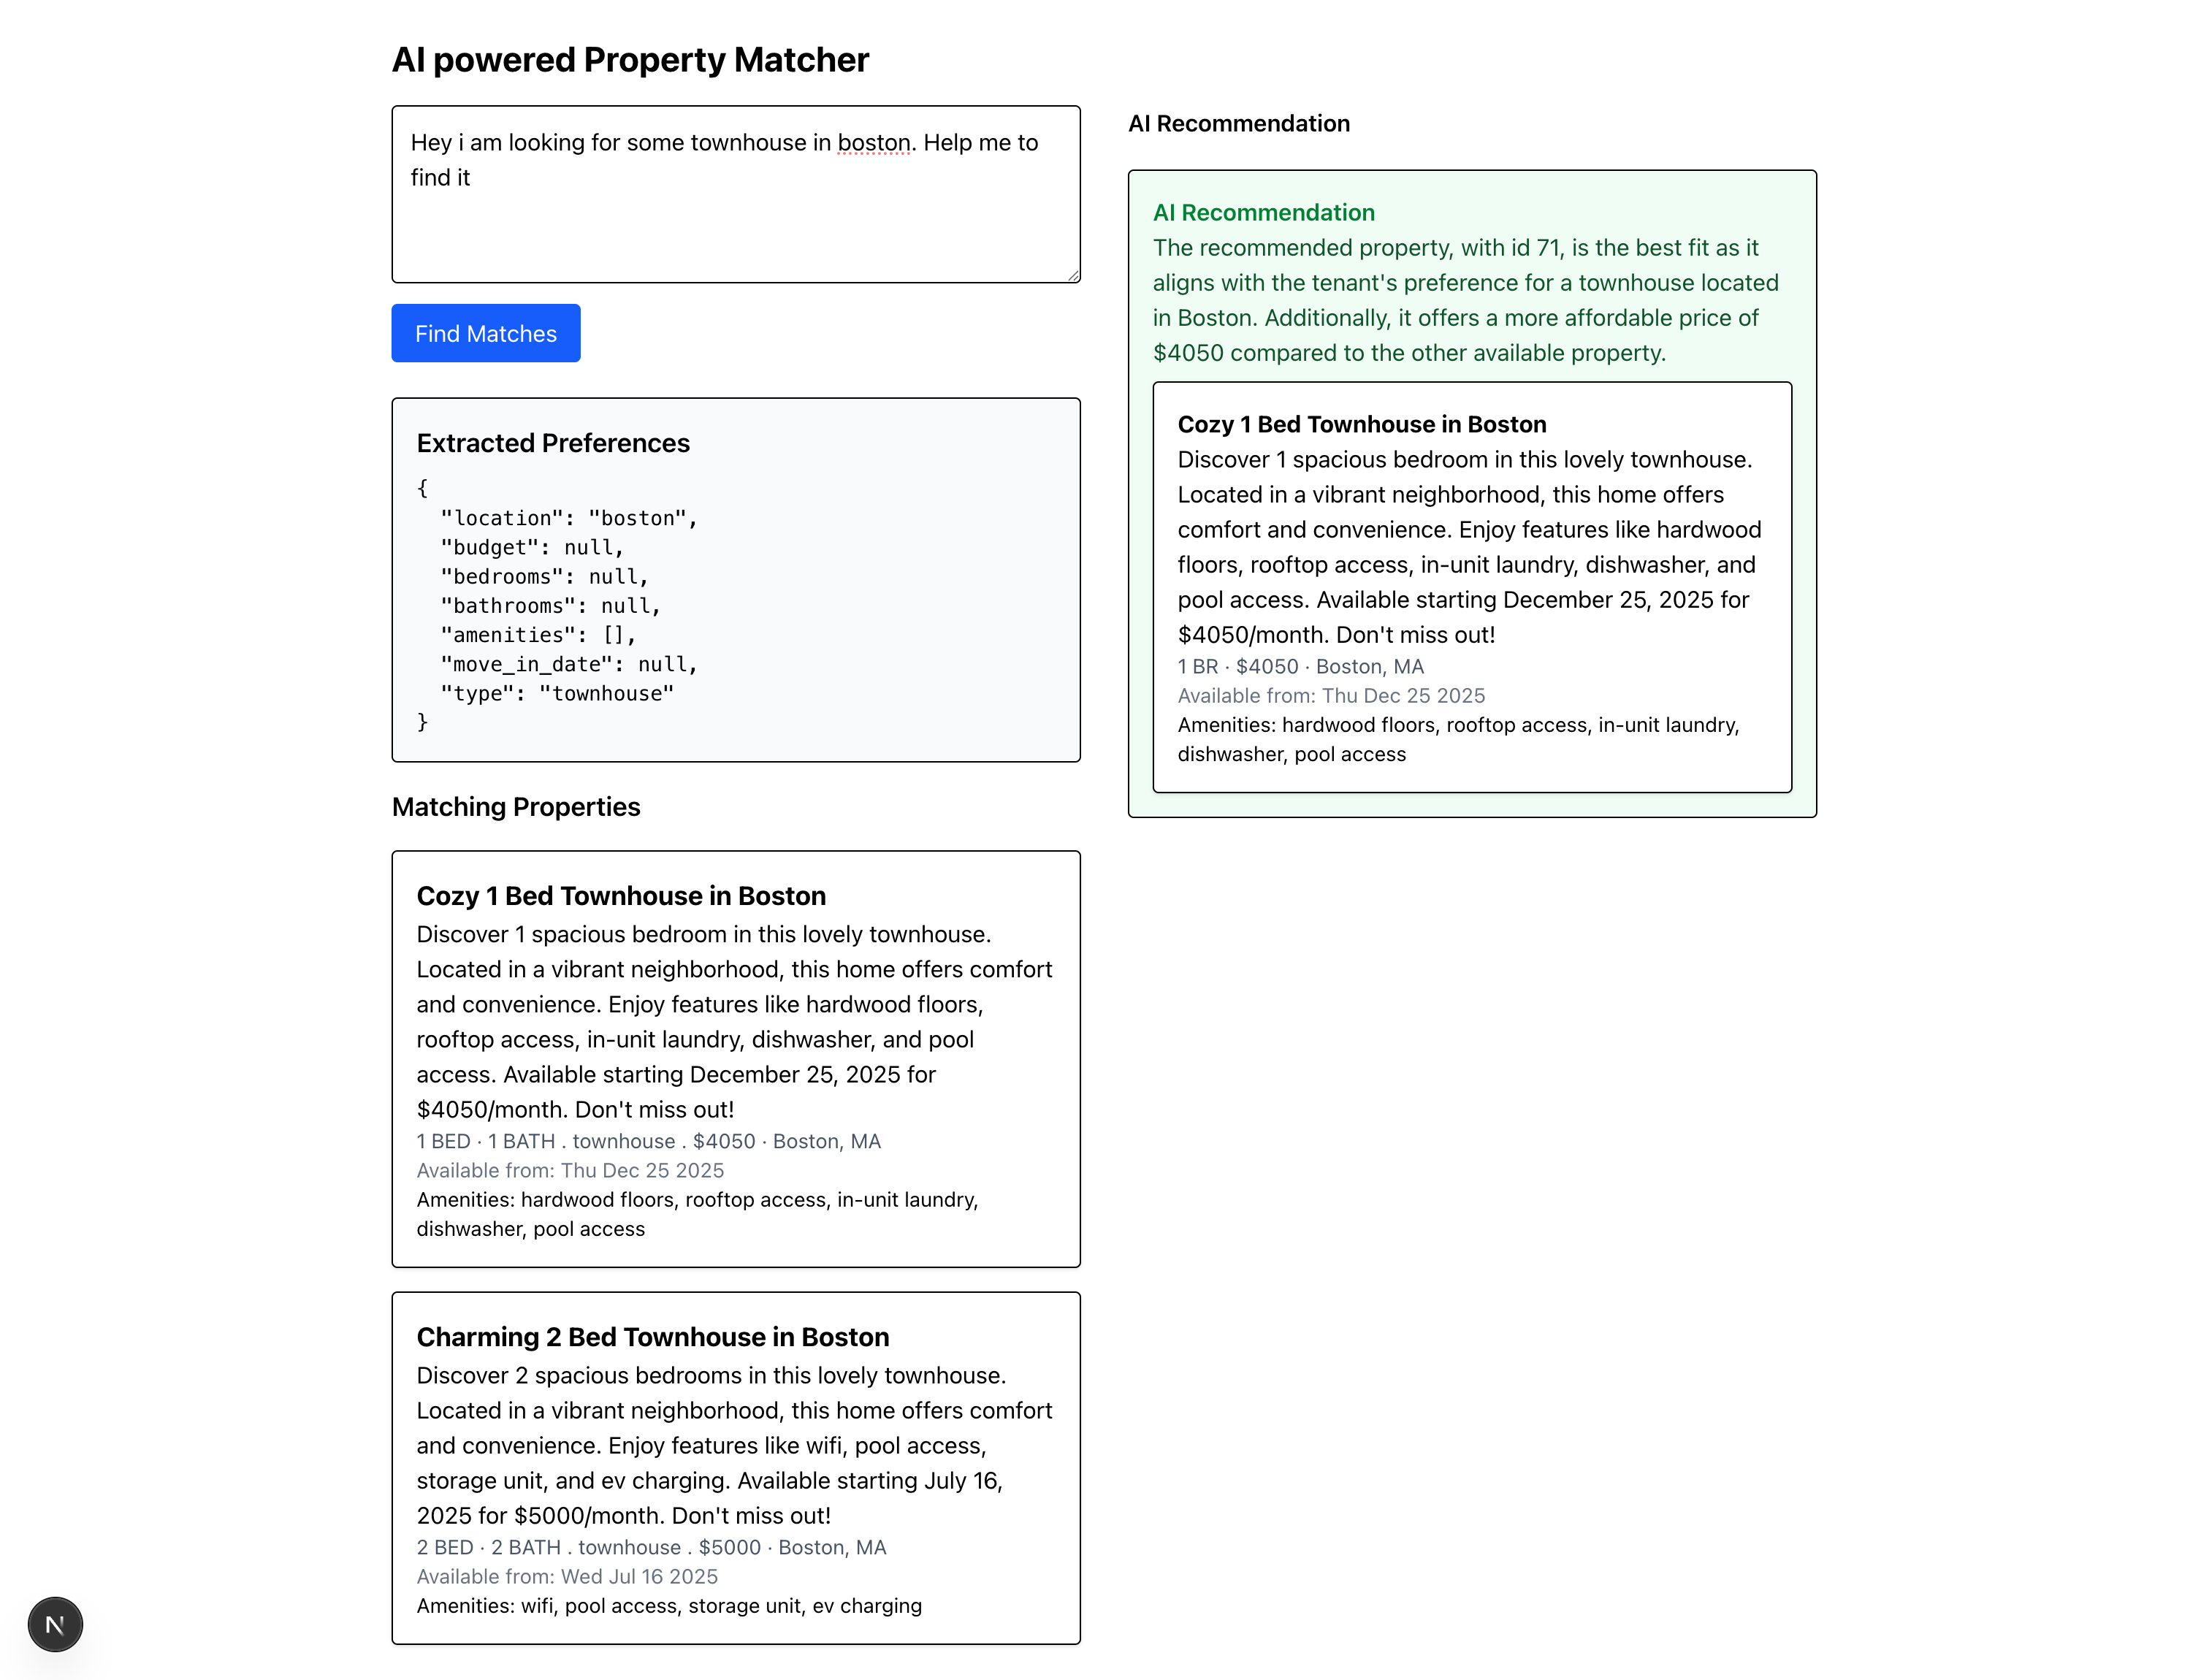 AI powered Property Matcher
Hey i am looking for some townhouse in boston. Help me to
find it
Find Matches
Extracted Preferences
{
  "location": "boston",
  "budget": null,
  "bedrooms": null,
  "bathrooms": null,
  "amenities": [],
  "move_in_date": null,
  "type": "townhouse"
}
Matching Properties
Cozy 1 Bed Townhouse in Boston
Discover 1 spacious bedroom in this lovely townhouse.
Located in a vibrant neighborhood, this home offers comfort
and convenience. Enjoy features like hardwood floors,
rooftop access, in-unit laundry, dishwasher, and pool
access. Available starting December 25, 2025 for
$4050/month. Don't miss out!
1 BED · 1 BATH . townhouse . $4050 · Boston, MA
Available from: Thu Dec 25 2025
Amenities: hardwood floors, rooftop access, in-unit laundry,
dishwasher, pool access
Charming 2 Bed Townhouse in Boston
Discover 2 spacious bedrooms in this lovely townhouse.
Located in a vibrant neighborhood, this home offers comfort
and convenience. Enjoy features like wifi, pool access,
storage unit, and ev charging. Available starting July 16,
2025 for $5000/month. Don't miss out!
2 BED · 2 BATH . townhouse . $5000 · Boston, MA
Available from: Wed Jul 16 2025
Amenities: wifi, pool access, storage unit, ev charging
AI Recommendation
AI Recommendation
The recommended property, with id 71, is the best fit as it
aligns with the tenant's preference for a townhouse located
in Boston. Additionally, it offers a more affordable price of
$4050 compared to the other available property.
Cozy 1 Bed Townhouse in Boston
Discover 1 spacious bedroom in this lovely townhouse.
Located in a vibrant neighborhood, this home offers
comfort and convenience. Enjoy features like hardwood
floors, rooftop access, in-unit laundry, dishwasher, and
pool access. Available starting December 25, 2025 for
$4050/month. Don't miss out!
1 BR · $4050 · Boston, MA
Available from: Thu Dec 25 2025
Amenities: hardwood floors, rooftop access, in-unit laundry,
dishwasher, pool access
N